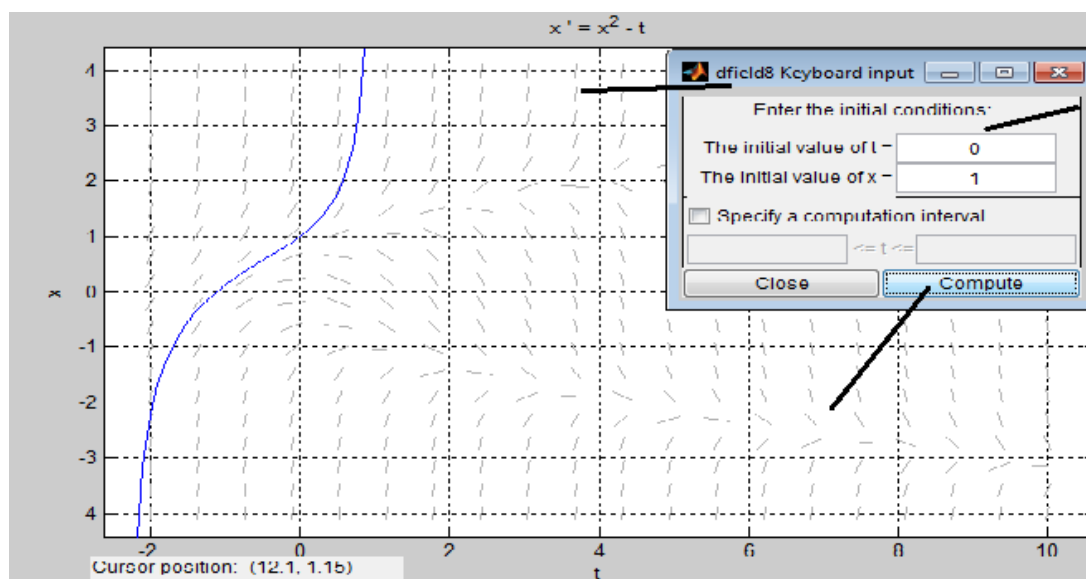 x ' = x² - t
dfield8 Keyboard input
Enter the initial conditions:
The initial value of t = 0
The initial value of x = 1
Specify a computation interval
<= t <=
Close Compute
4
3
2
1
0
-1
-2
-3
4
x
-2 0 2 4 6 8 10
t
Cursor position: (12.1, 1.15)